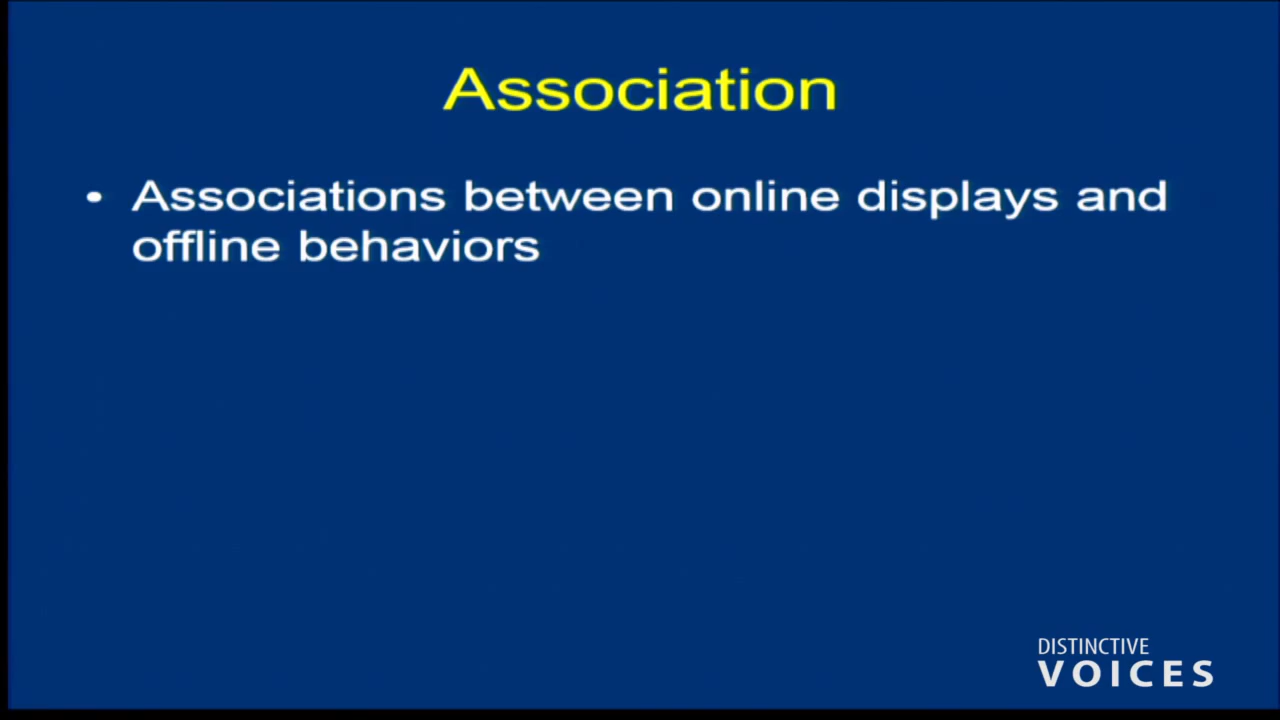 Association
• Associations between online displays and
offline behaviors
DISTINCTIVE
VOICES